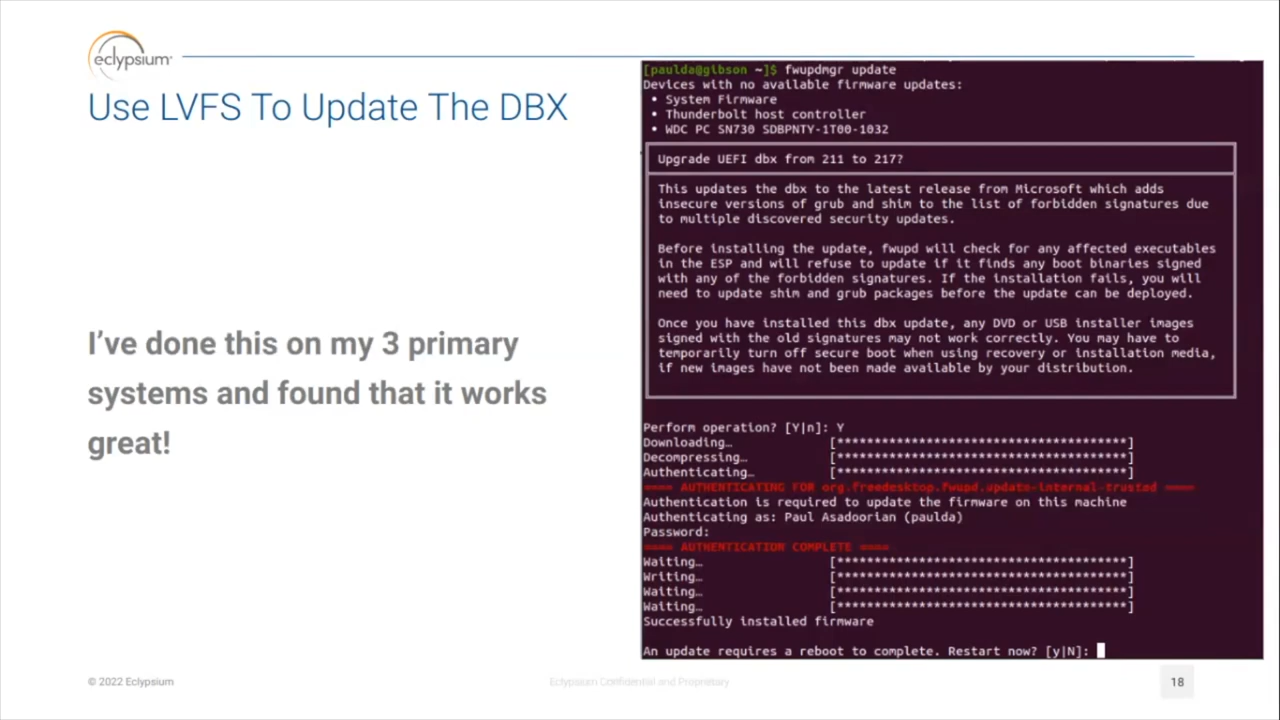 eclypsium
Use LVFS To Update The DBX
I've done this on my 3 primary
systems and found that it works
great!
[paulda@gibson ~]$ fwupdmgr update
Devices with no available firmware updates:
• System Firmware
• Thunderbolt host controller
• WDC PC SN730 SDBPNTY-1T00-1032
Upgrade UEFI dbx from 211 to 217?
This updates the dbx to the latest release from Microsoft which adds
insecure versions of grub and shim to the list of forbidden signatures due
to multiple discovered security updates.
Before installing the update, fwupd will check for any affected executables
in the ESP and will refuse to update if it finds any boot binaries signed
with any of the forbidden signatures. If the installation fails, you will
need to update shim and grub packages before the update can be deployed.
Once you have installed this dbx update, any DVD or USB installer images
signed with the old signatures may not work correctly. You may have to
temporarily turn off secure boot when using recovery or installation media,
if new images have not been made available by your distribution.
Perform operation? [Y|n]: Y
Downloading… [***************************************]
Decompressing… [***************************************]
Authenticating… [***************************************]
==== AUTHENTICATING FOR org.freedesktop.fwupd.update-internal-trusted ====
Authentication is required to update the firmware on this machine
Authenticating as: Paul Asadoorian (paulda)
Password:
==== AUTHENTICATION COMPLETE ====
Waiting… [***************************************]
Writing… [***************************************]
Waiting… [***************************************]
Waiting… [***************************************]
Successfully installed firmware
An update requires a reboot to complete. Restart now? [y|N]:
© 2022 Eclypsium
Eclypsium Confidential and Proprietary
18